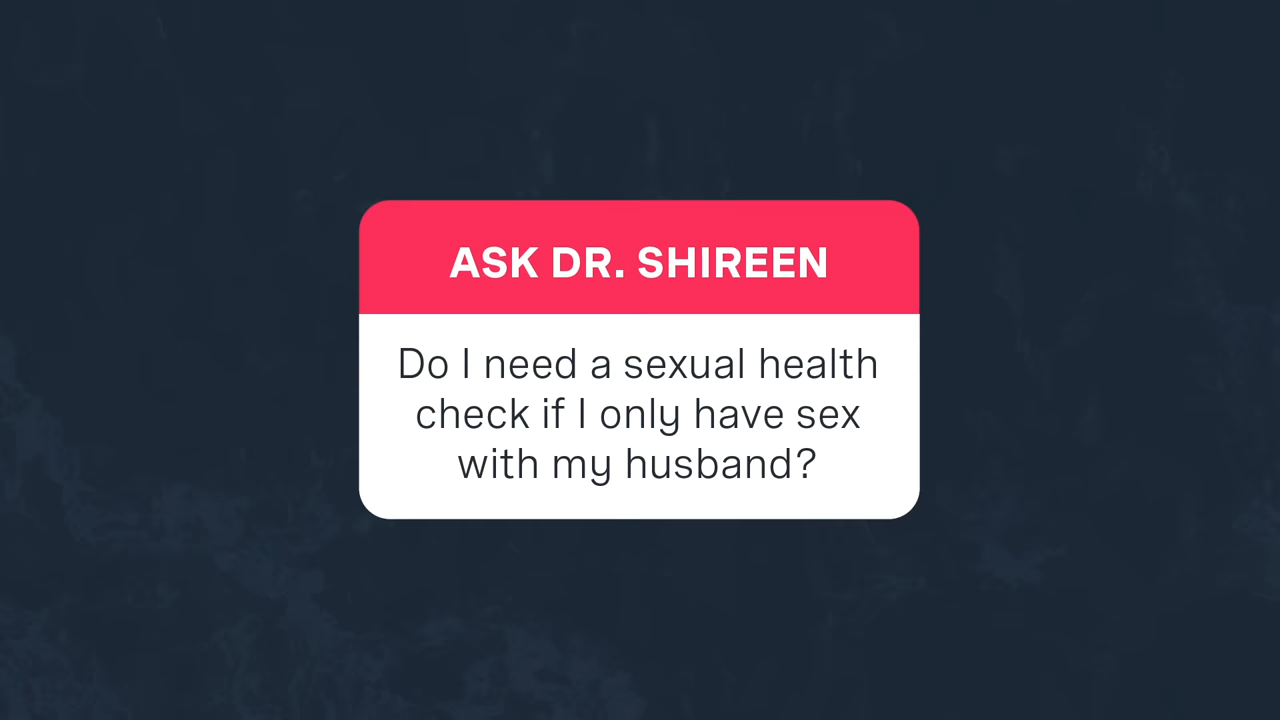 ASK DR. SHIREEN
Do I need a sexual health
check if I only have sex
with my husband?